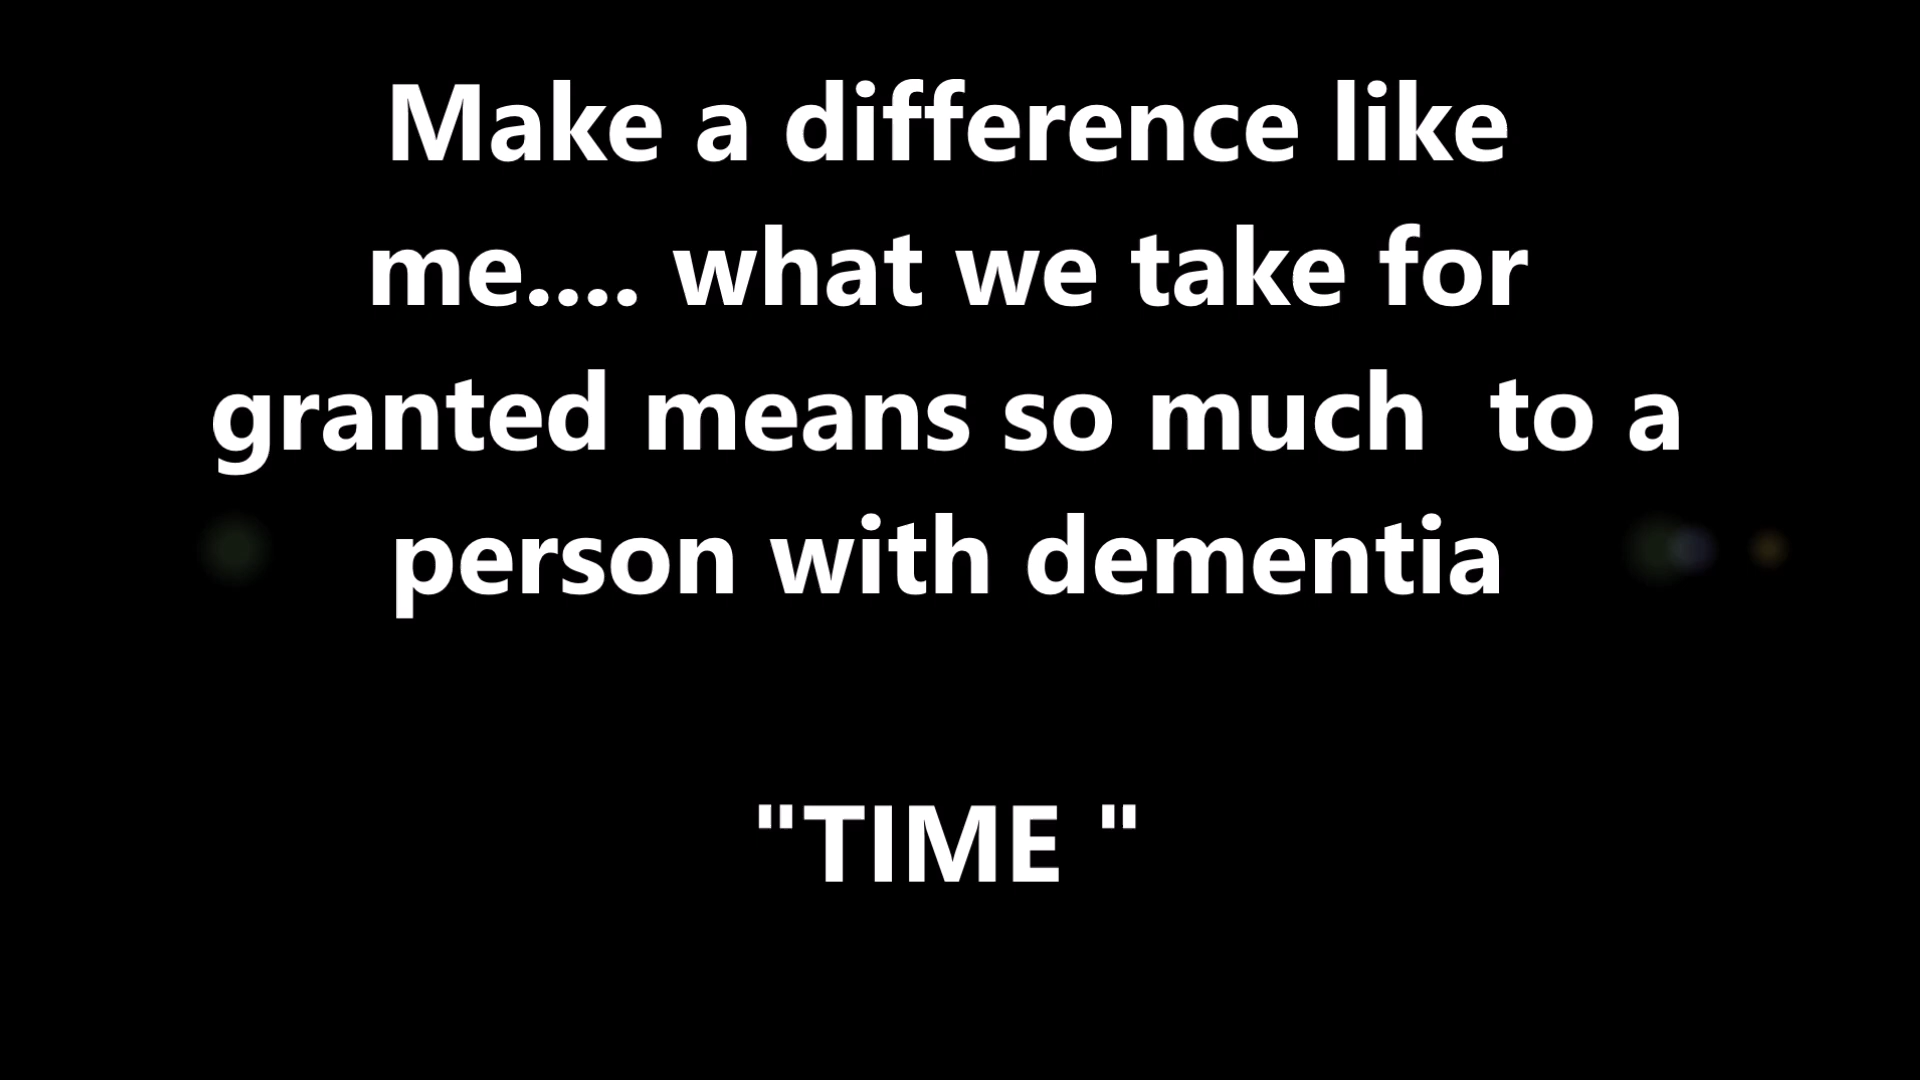 Make a difference like
me.... what we take for
granted means so much  to a
person with dementia
"TIME "